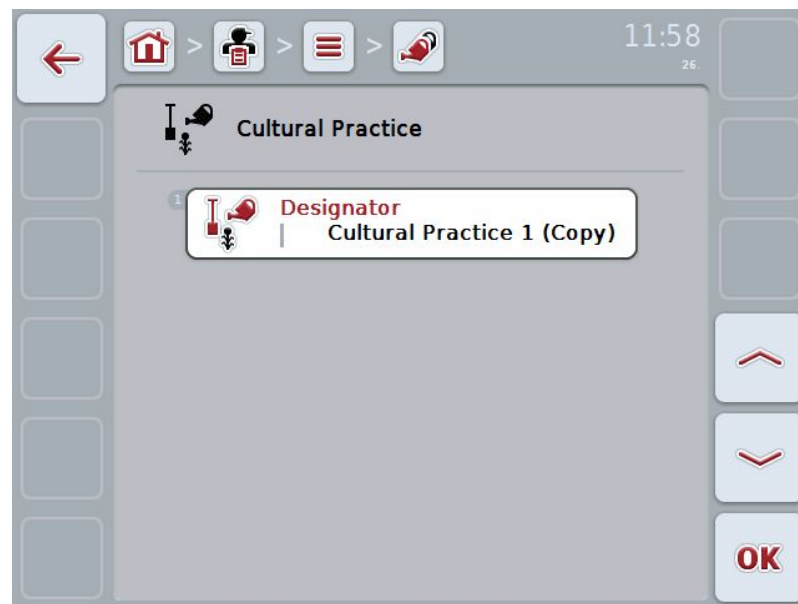 > > >
11:58
26.
Cultural Practice
1
Designator
Cultural Practice 1 (Copy)
OK